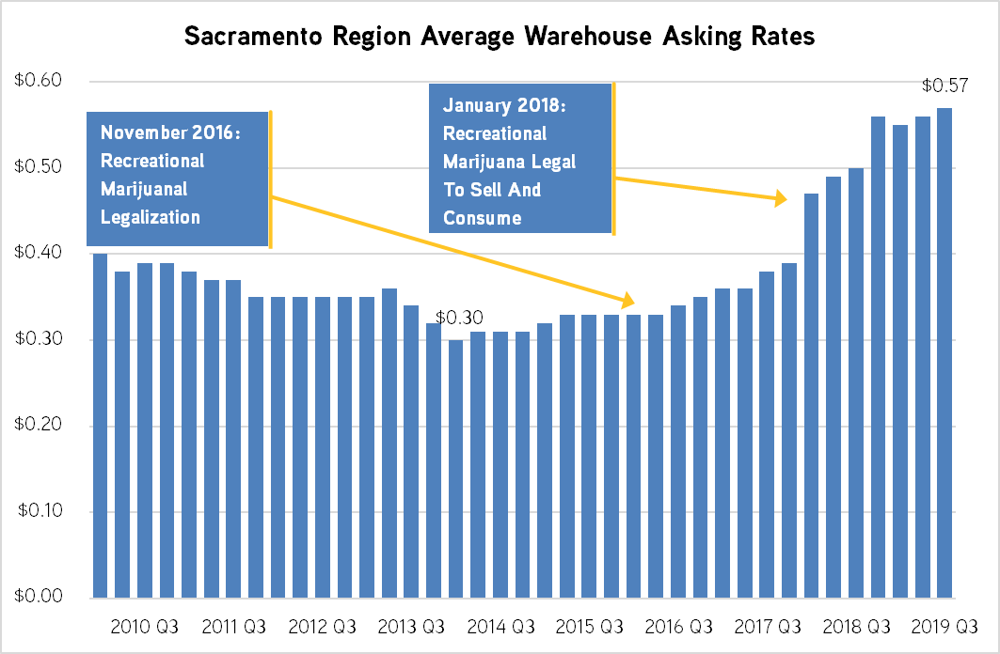 Sacramento Region Average Warehouse Asking Rates
$0.60
$0.57
January 2018:
Recreational
Marijuana Legal
To Sell And
Consume
November 2016:
Recreational
Marijuanal
Legalization
$0.50
$0.40
$0.30
$0.30
$0.20
$0.10
$0.00
2010 Q3 2011 Q3 2012 Q3 2013 Q3 2014 Q3 2015 Q3 2016 Q3 2017 Q3 2018 Q3 2019 Q3